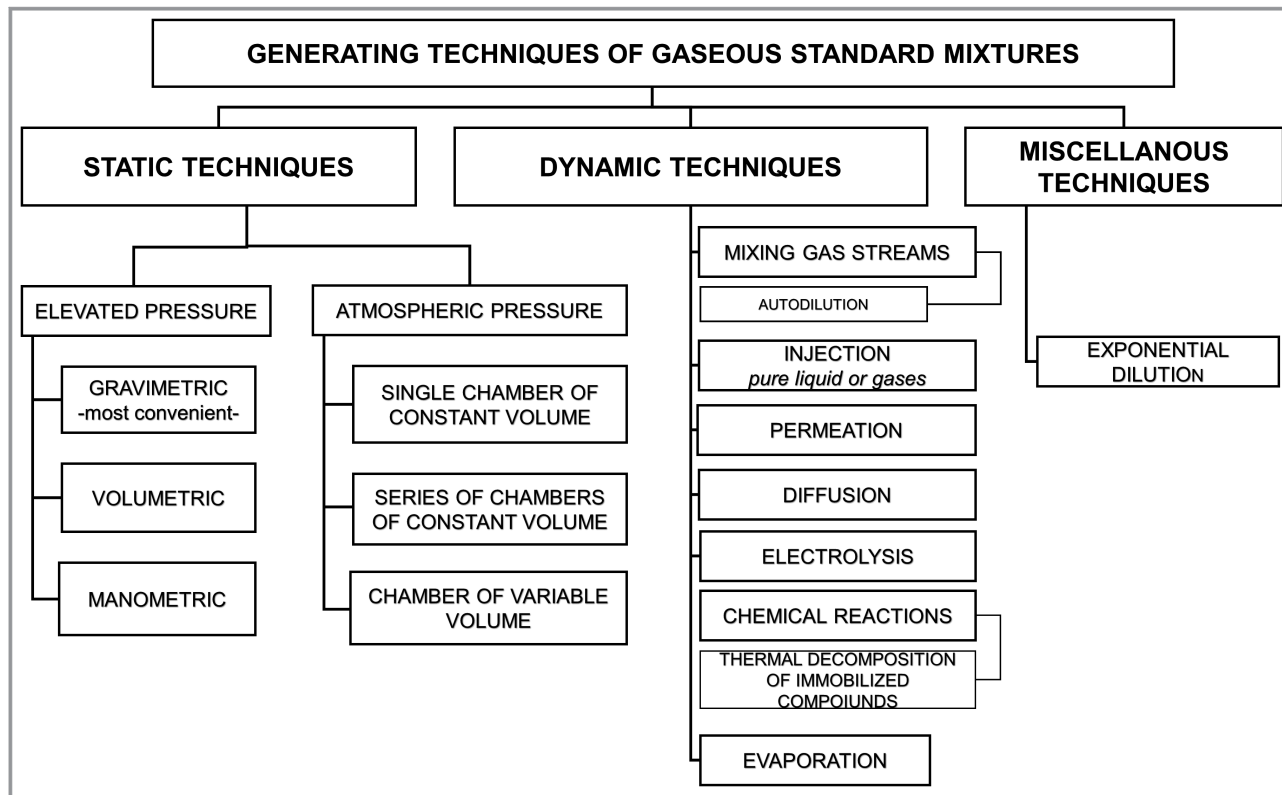 GENERATING TECHNIQUES OF GASEOUS STANDARD MIXTURES
STATIC TECHNIQUES
DYNAMIC TECHNIQUES
MISCELLANOUS
TECHNIQUES
ELEVATED PRESSURE
GRAVIMETRIC
-most convenient-
VOLUMETRIC
MANOMETRIC
ATMOSPHERIC PRESSURE
SINGLE CHAMBER OF
CONSTANT VOLUME
SERIES OF CHAMBERS
OF CONSTANT VOLUME
CHAMBER OF VARIABLE
VOLUME
MIXING GAS STREAMS
AUTODILUTION
INJECTION
pure liquid or gases
PERMEATION
DIFFUSION
ELECTROLYSIS
CHEMICAL REACTIONS
THERMAL DECOMPOSITION
OF IMMOBILIZED
COMPOIUNDS
EVAPORATION
EXPONENTIAL
DILUTION